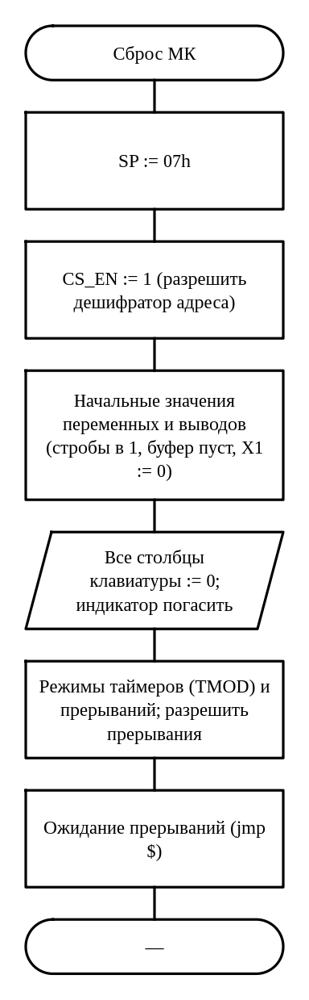 Сброс МК
SP := 07h
CS_EN := 1 (разрешить
дешифратор адреса)
Начальные значения
переменных и выводов
(стробы в 1, буфер пуст, X1
:= 0)
Все столбцы
клавиатуры := 0;
индикатор погасить
Режимы таймеров (TMOD) и
прерываний; разрешить
прерывания
Ожидание прерываний (jmp
$)
—